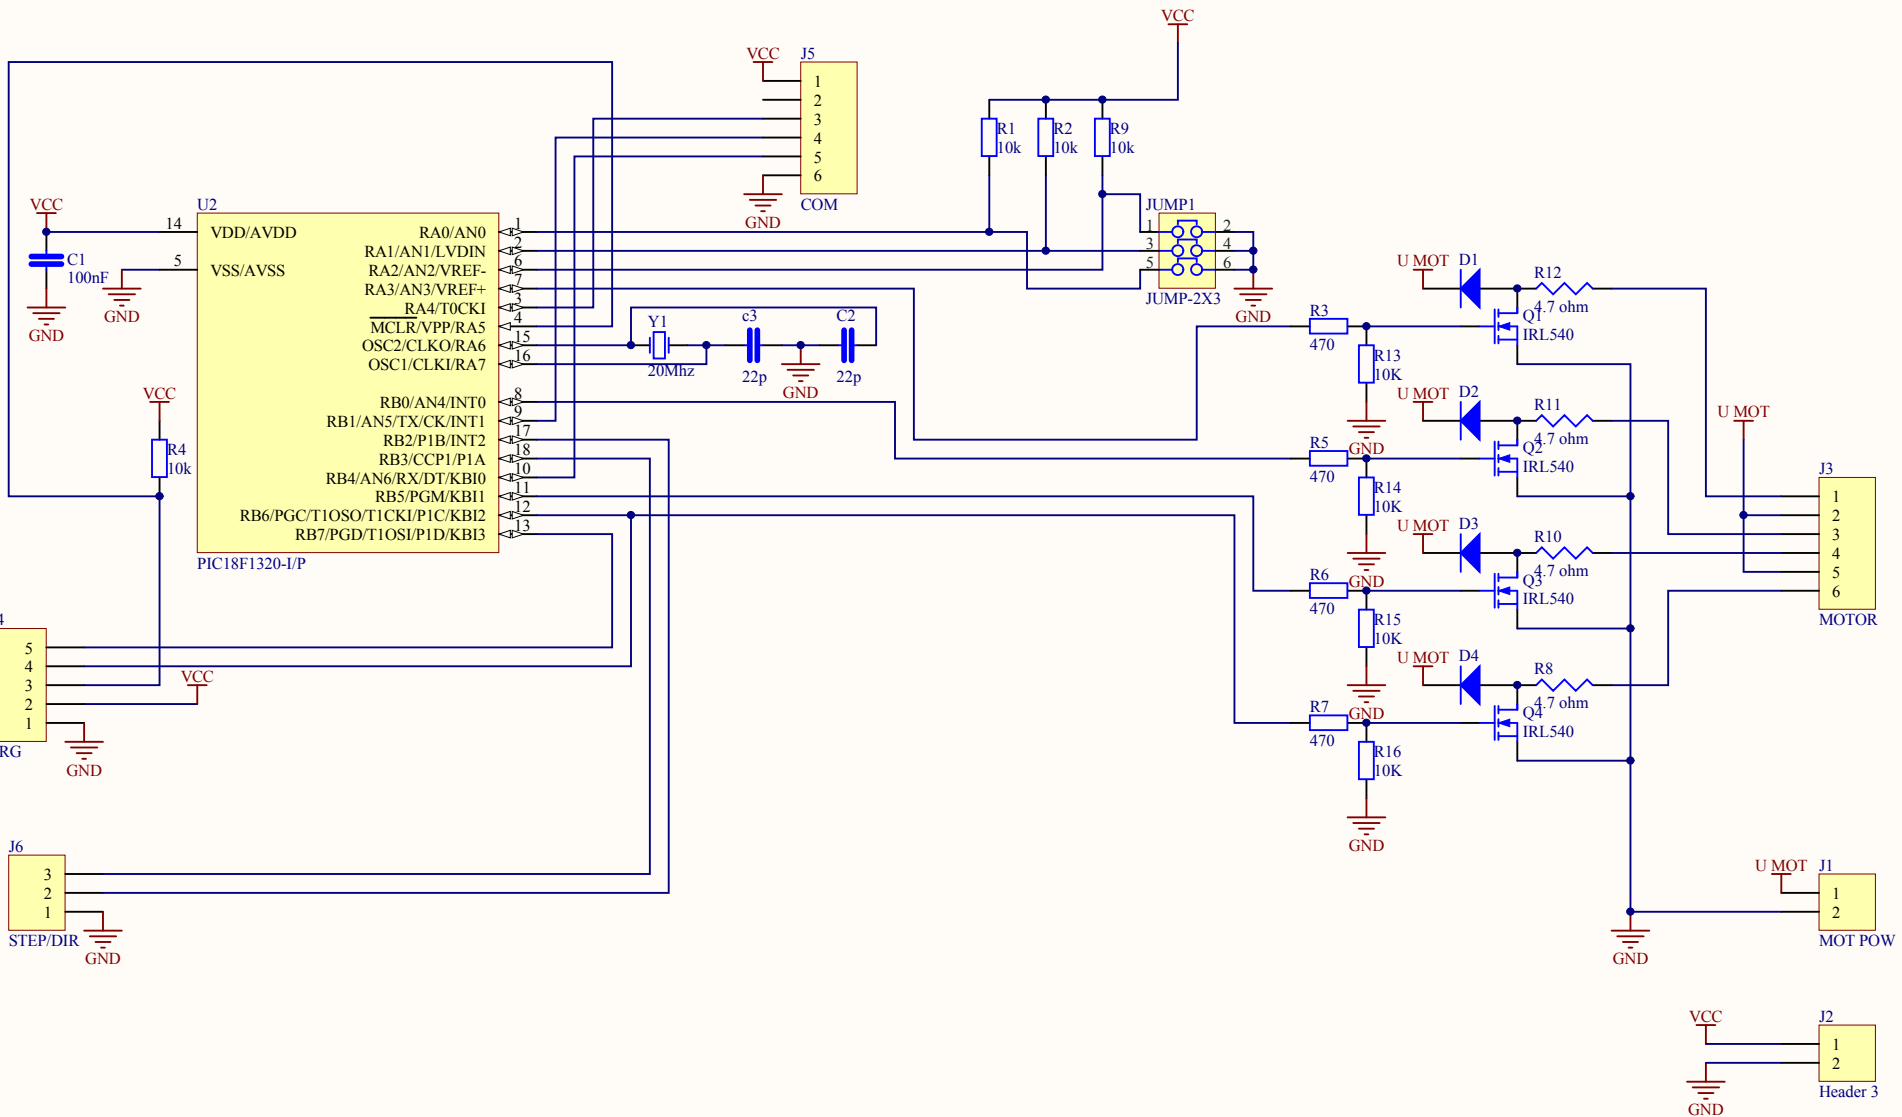 VCC
VCC
J5
1
2
3
4
5
6
COM
GND
R1
10k
R2
10k
R9
10k
VCC
C1
100nF
GND
GND
U2
14
VDD/AVDD
5
VSS/AVSS
RA0/AN0
1
RA1/AN1/LVDIN
2
RA2/AN2/VREF-
6
RA3/AN3/VREF+
7
RA4/T0CKI
3
MCLR/VPP/RA5
4
OSC2/CLKO/RA6
15
OSC1/CLKI/RA7
16
RB0/AN4/INT0
8
RB1/AN5/TX/CK/INT1
9
RB2/P1B/INT2
17
RB3/CCP1/P1A
18
RB4/AN6/RX/DT/KBI0
10
RB5/PGM/KBI1
11
RB6/PGC/T1OSO/T1CKI/P1C/KBI2
12
RB7/PGD/T1OSI/P1D/KBI3
13
PIC18F1320-I/P
JUMP1
1
2
3
4
5
6
JUMP-2X3
GND
Y1
20Mhz
c3
22p
C2
22p
GND
VCC
R4
10k
R3
470
R13
10K
GND
U MOT
D1
R12
4.7 ohm
Q1
IRL540
R5
470
R14
10K
GND
U MOT
D2
R11
4.7 ohm
Q2
IRL540
R6
470
R15
10K
GND
U MOT
D3
R10
4.7 ohm
Q3
IRL540
R7
470
R16
10K
GND
U MOT
D4
R8
4.7 ohm
Q4
IRL540
U MOT
J3
1
2
3
4
5
6
MOTOR
4
5
4
3
2
1
RG
VCC
GND
J6
3
2
1
STEP/DIR
GND
U MOT
J1
1
2
MOT POW
GND
VCC
J2
1
2
Header 3
GND